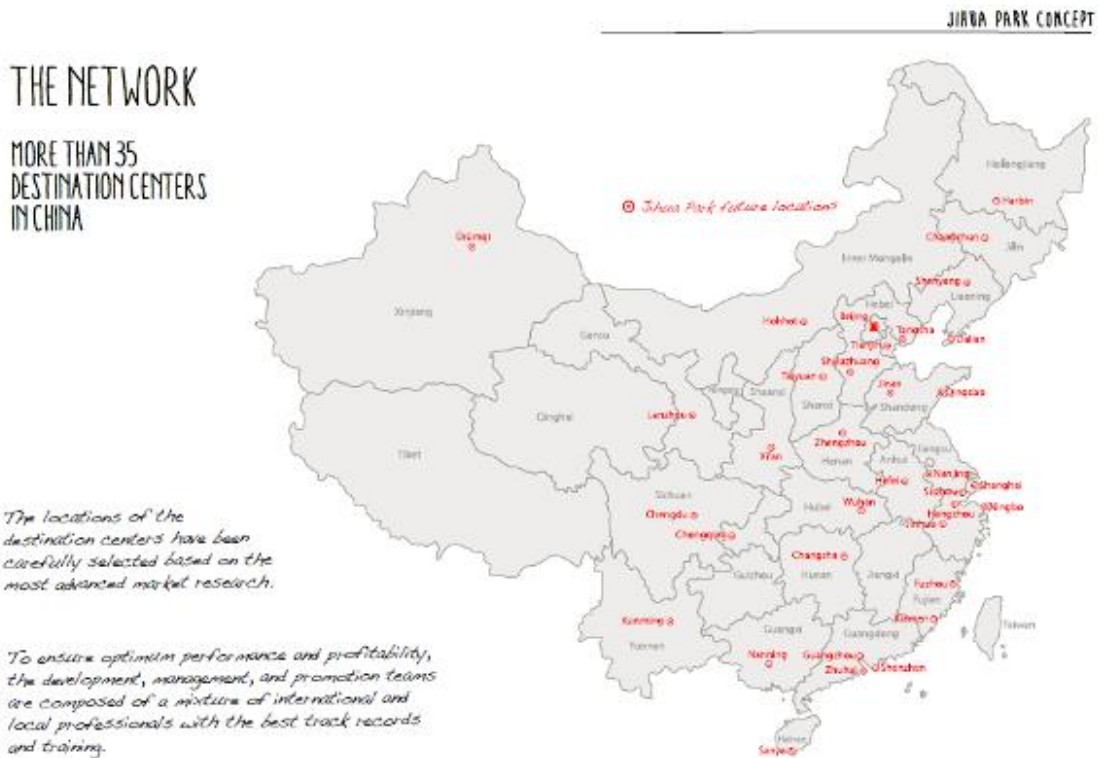 JIHUA PARK CONCEPT
THE NETWORK
MORE THAN 35
DESTINATION CENTERS
IN CHINA
Jihua Park future locations
Heilongjiang
Harbin
Changchun
Jilin
Ürümqi
Inner Mongolia
Shenyang
Liaoning
Hebei
Xinjiang
Beijing
Hohhot
Gansu
Dalian
Tianjin
Taiyuan
Jinan
Qingdao
Shaanxi
Shanxi
Shandong
Qinghai
Lanzhou
Zhengzhou
Tibet
Xi'an
Henan
Anhui
Jiangsu
Nanjing
Hefei
Suzhou
Shanghai
Sichuan
Hubei
Wuhan
Ningbo
Hangzhou
Chengdu
Jinhua
Chongqing
Changsha
Guizhou
Hunan
Jiangxi
Fuzhou
Fujian
Xiamen
Taiwan
Kunming
Yunnan
Guangxi
Guangdong
Nanning
Guangzhou
Zhuhai
Shenzhen
Hainan
Sanya
The locations of the
destination centers have been
carefully selected based on the
most advanced market research.
To ensure optimum performance and profitability,
the development, management, and promotion teams
are composed of a mixture of international and
local professionals with the best track records
and training.